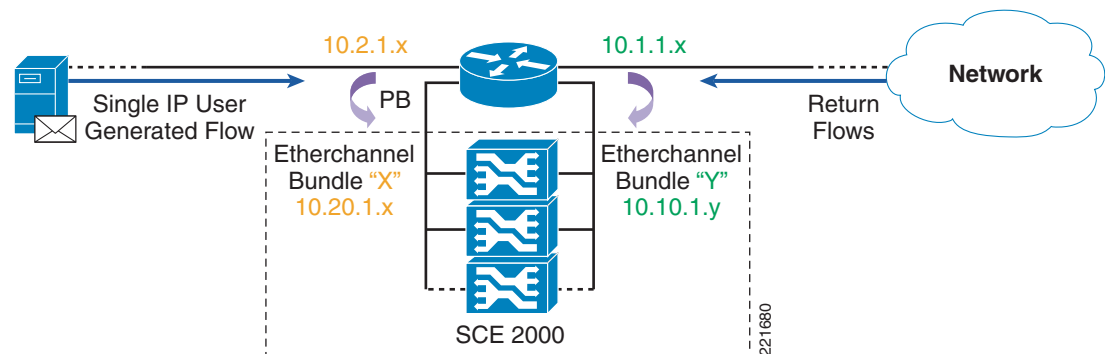 10.2.1.x
10.1.1.x
Network
Single IP User
Generated Flow
PB
Return
Flows
Etherchannel
Bundle “X”
10.20.1.x
Etherchannel
Bundle “Y”
10.10.1.y
SCE 2000
221680